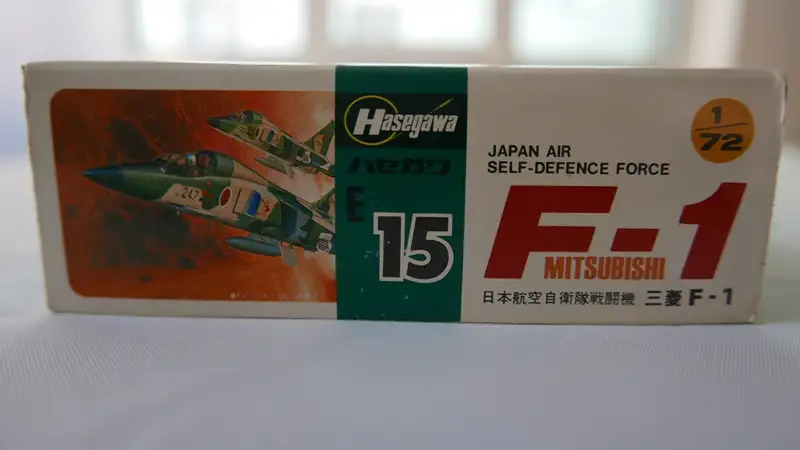 Hasegawa
ハセガワ
E
15
JAPAN AIR
SELF-DEFENCE FORCE
1/72
F-1
MITSUBISHI
日本航空自衛隊戦闘機 三菱 F-1
247